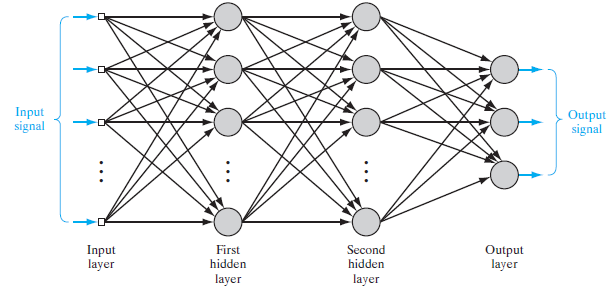 Input
signal
Output
signal
Input
layer
First
hidden
layer
Second
hidden
layer
Output
layer